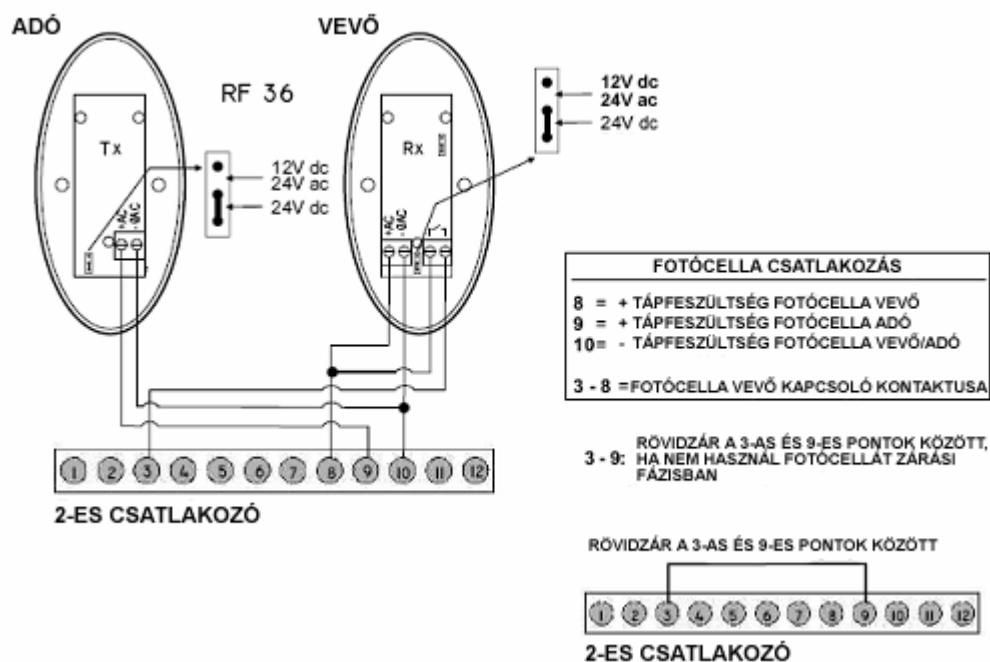 ADÓ
VEVŐ
RF 36
Tx
12V dc
24V ac
24V dc
+AC
- 0AC
Rx
12V dc
24V ac
24V dc
+AC
- 0AC
1 2 3 4 5 6 7 8 9 10 11 12
2-ES CSATLAKOZÓ
FOTÓCELLA CSATLAKOZÁS
8 = + TÁPFESZÜLTSÉG FOTÓCELLA VEVŐ
9 = + TÁPFESZÜLTSÉG FOTÓCELLA ADÓ
10= - TÁPFESZÜLTSÉG FOTÓCELLA VEVŐ/ADÓ
3 - 8 =FOTÓCELLA VEVŐ KAPCSOLÓ KONTAKTUSA
3 - 9: RÖVIDZÁR A 3-AS ÉS 9-ES PONTOK KÖZÖTT,
HA NEM HASZNÁL FOTÓCELLÁT ZÁRÁSI
FÁZISBAN
RÖVIDZÁR A 3-AS ÉS 9-ES PONTOK KÖZÖTT
1 2 3 4 5 6 7 8 9 10 11 12
2-ES CSATLAKOZÓ